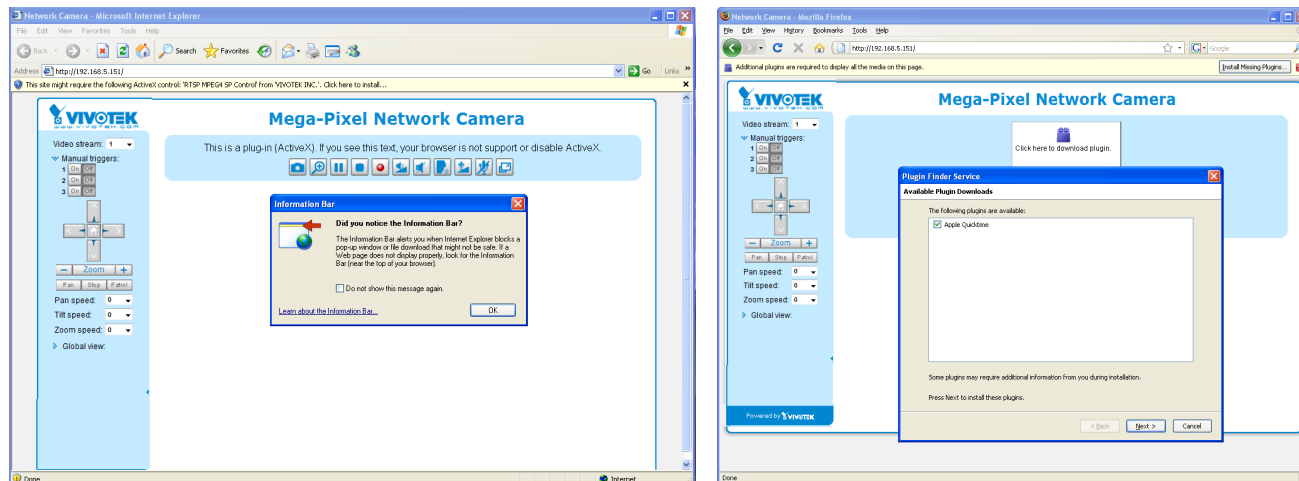 Network Camera - Microsoft Internet Explorer
File Edit View Favorites Tools Help
Back Search Favorites
Address http://192.168.5.151/ Go Links »
This site might require the following ActiveX control: 'RTSP MPEG4 SP Control' from 'VIVOTEK INC.'. Click here to install...
VIVOTEK
www.vivotek.com
Mega-Pixel Network Camera
Video stream: 1
Manual triggers:
1 On Off
2 On Off
3 On Off
Zoom
Pan Stop Patrol
Pan speed: 0
Tilt speed: 0
Zoom speed: 0
Global view:
This is a plug-in (ActiveX). If you see this text, your browser is not support or disable ActiveX.
Information Bar
Did you notice the Information Bar?
The Information Bar alerts you when Internet Explorer blocks a
pop-up window or file download that might not be safe. If a
Web page does not display properly, look for the Information
Bar (near the top of your browser).
Do not show this message again.
Learn about the Information Bar...
OK
Done Internet
Network Camera - Mozilla Firefox
File Edit View History Bookmarks Tools Help
http://192.168.5.151/ Google
Additional plugins are required to display all the media on this page. Install Missing Plugins...
VIVOTEK
www.vivotek.com
Mega-Pixel Network Camera
Video stream: 1
Manual triggers:
1 On Off
2 On Off
3 On Off
Zoom
Pan Stop Patrol
Pan speed: 0
Tilt speed: 0
Zoom speed: 0
Global view:
Powered by VIVOTEK
Click here to download plugin.
Plugin Finder Service
Available Plugin Downloads
The following plugins are available:
Apple Quicktime
Some plugins may require additional information from you during installation.
Press Next to install these plugins.
< Back Next > Cancel
Done